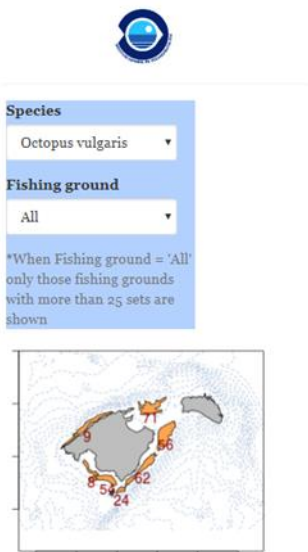 Species
Octopus vulgaris
Fishing ground
All
*When Fishing ground = 'All'
only those fishing grounds
with more than 25 sets are
shown
71
9
56
8
54
62
24